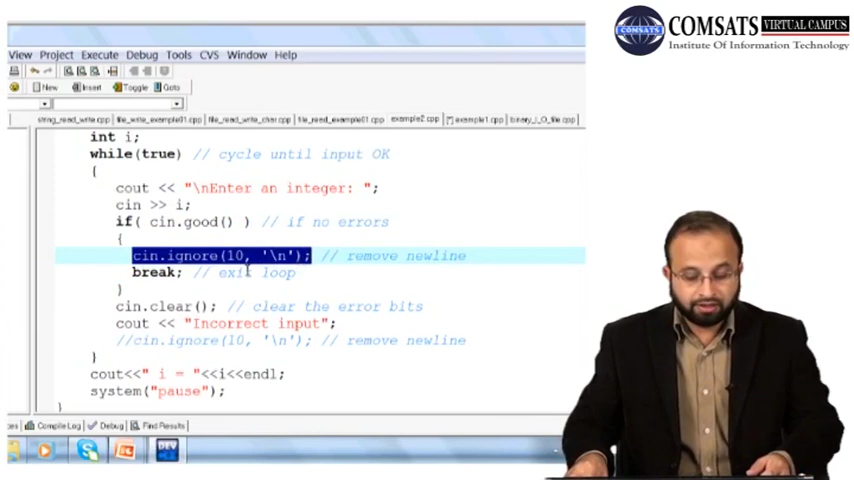 COMSATS
COMSATS VIRTUAL CAMPUS
Institute Of Information Technology
View Project Execute Debug Tools CVS Window Help
New Insert Toggle Goto
string_read_write.cpp file_write_example01.cpp file_read_write_char.cpp file_read_example01.cpp example2.cpp [*] example1.cpp binary_I_O_file.cpp
int i;
while(true) // cycle until input OK
{
cout << "\nEnter an integer: ";
cin >> i;
if( cin.good() ) // if no errors
{
cin.ignore(10, '\n'); // remove newline
break; // exit loop
}
cin.clear(); // clear the error bits
cout << "Incorrect input";
//cin.ignore(10, '\n'); // remove newline
}
cout<<" i = "<<i<<endl;
system("pause");
}
Compile Log Debug Find Results
DEV